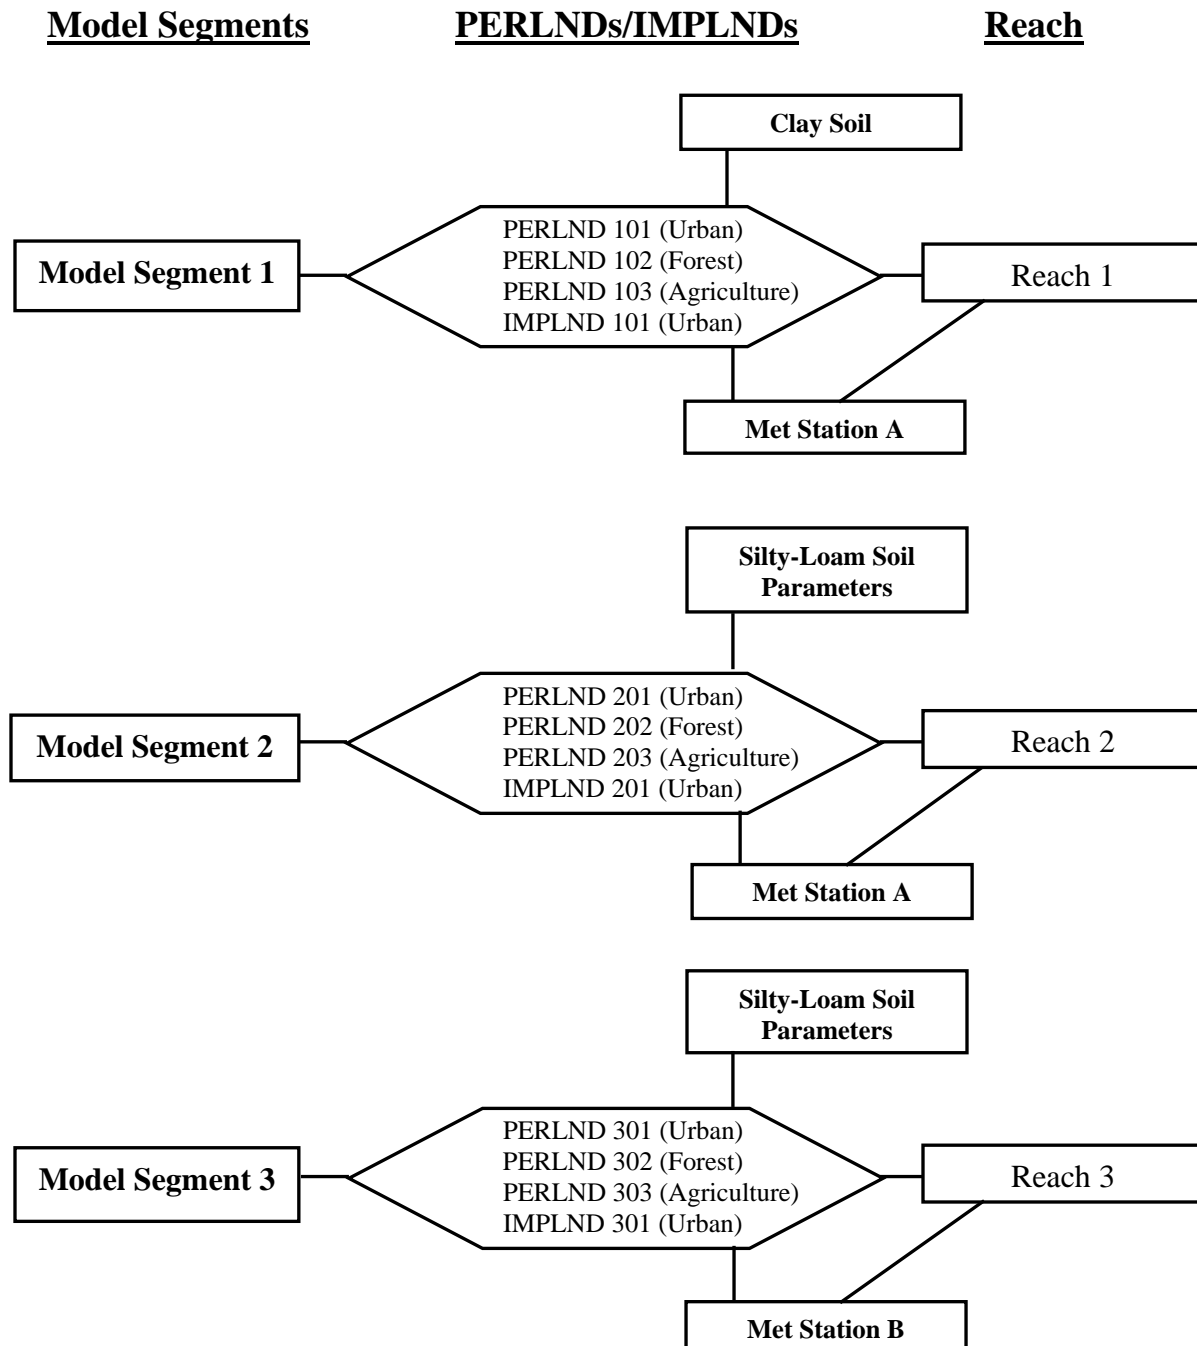 Model Segments PERLNDs/IMPLNDs Reach
Clay Soil
PERLND 101 (Urban)
PERLND 102 (Forest)
PERLND 103 (Agriculture)
IMPLND 101 (Urban)
Model Segment 1
Reach 1
Met Station A
Silty-Loam Soil
Parameters
PERLND 201 (Urban)
PERLND 202 (Forest)
PERLND 203 (Agriculture)
IMPLND 201 (Urban)
Model Segment 2
Reach 2
Met Station A
Silty-Loam Soil
Parameters
PERLND 301 (Urban)
PERLND 302 (Forest)
PERLND 303 (Agriculture)
IMPLND 301 (Urban)
Model Segment 3
Reach 3
Met Station B